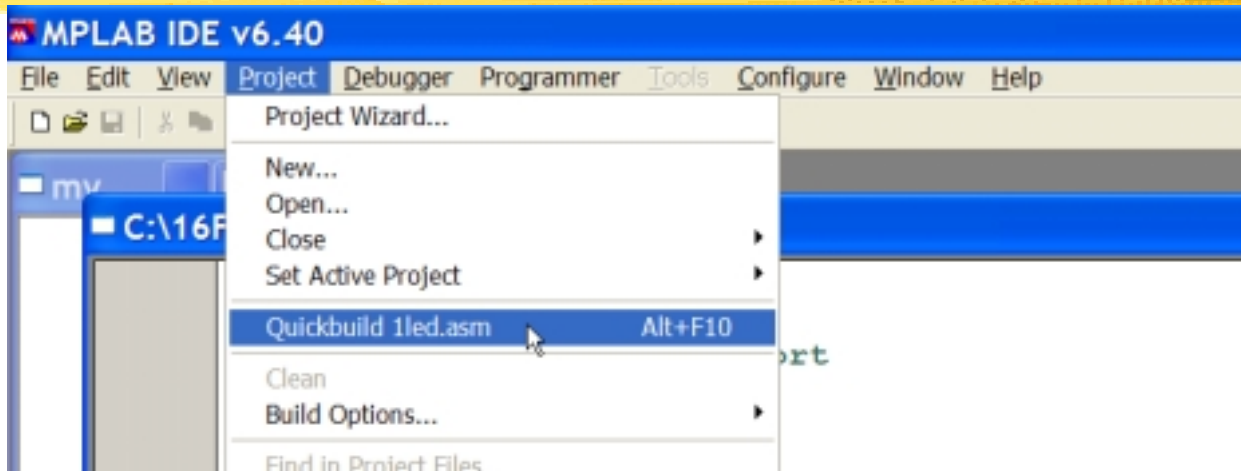 MPLAB IDE v6.40
File Edit View Project Debugger Programmer Tools Configure Window Help
Project Wizard...
New...
my
Open...
C:\16F
Close
Set Active Project
Quickbuild 1led.asm Alt+F10
ort
Clean
Build Options...
Find in Project Files